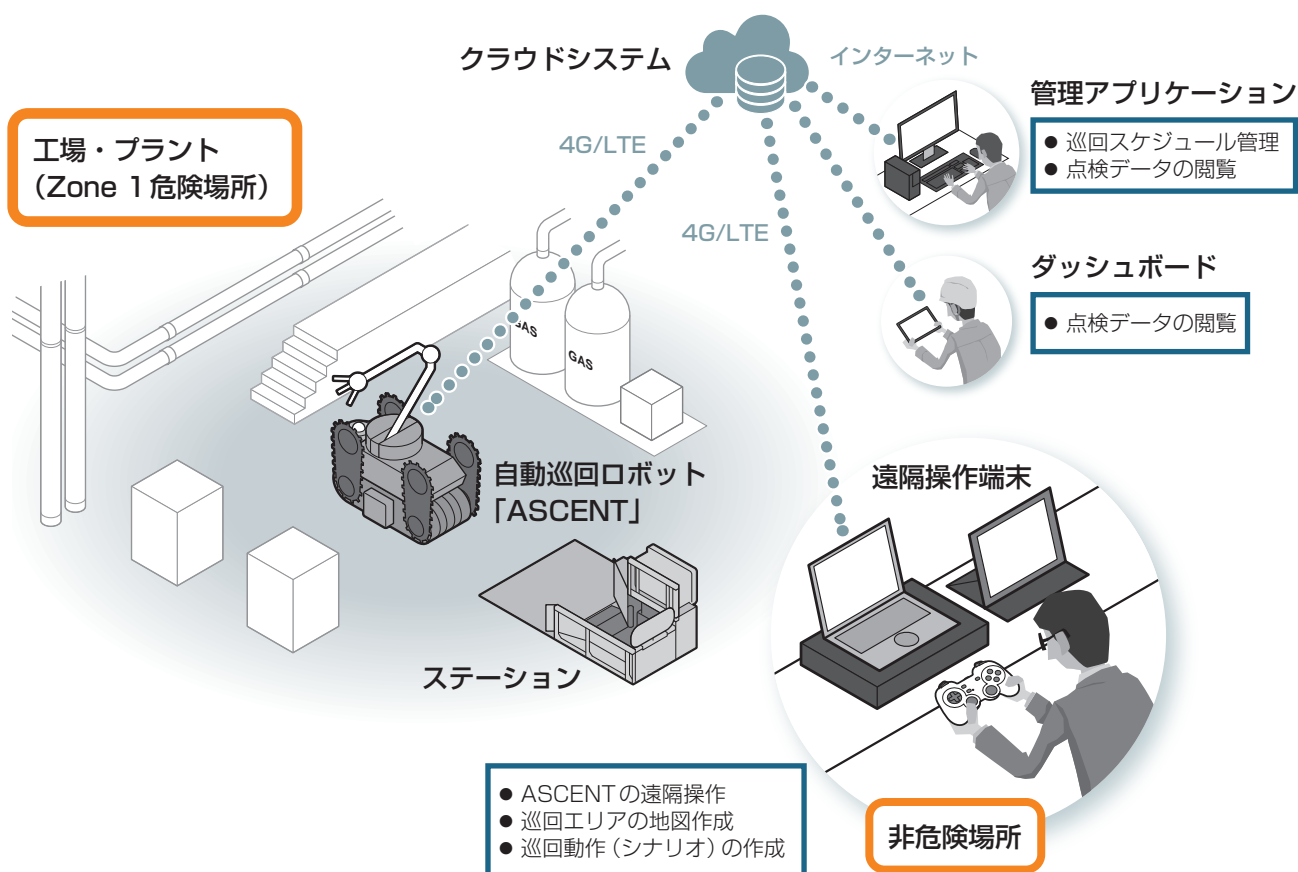 クラウドシステム
インターネット
管理アプリケーション
● 巡回スケジュール管理
● 点検データの閲覧
工場・プラント
（Zone 1危険場所）
4G/LTE
4G/LTE
ダッシュボード
● 点検データの閲覧
GAS
GAS
自動巡回ロボット
「ASCENT」
遠隔操作端末
ステーション
● ASCENTの遠隔操作
● 巡回エリアの地図作成
● 巡回動作（シナリオ）の作成
非危険場所